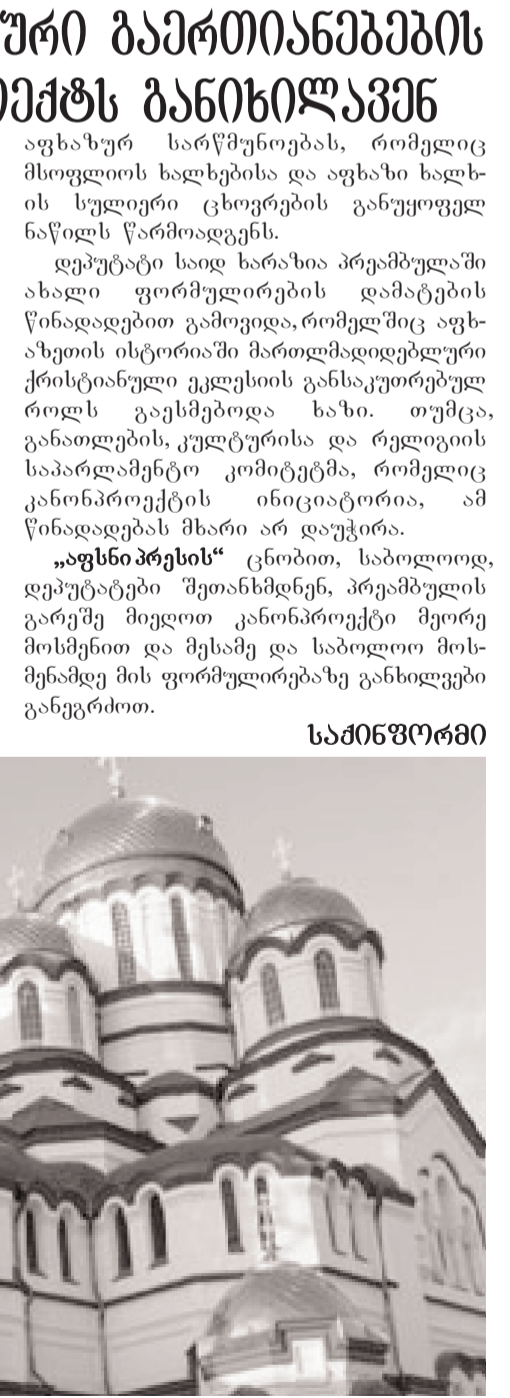 ური გაერთიანებების
ექტს განიხილავენ
აფხაზურ სარწმუნოებას, რომელიც
მსოფლიოს ხალხებისა და აფხაზი ხალხ-
ის სულიერი ცხოვრების განუყოფელ
ნაწილს წარმოადგენს.
დეპუტატი საიდ ხარაზია პრეამბულაში
ახალი ფორმულირების დამატების
წინადადებით გამოვიდა, რომელშიც აფხ-
აზეთის ისტორიაში მართლმადიდებლური
ქრისტიანული ეკლესიის განსაკუთრებულ
როლს გაესმებოდა ხაზი. თუმცა,
განათლების, კულტურისა და რელიგიის
საპარლამენტო კომიტეტმა, რომელიც
კანონპროექტის ინიციატორია, ამ
წინადადებას მხარი არ დაუჭირა.
„აფსნი პრესის“ ცნობით, საბოლოოდ,
დეპუტატები შეთანხმდნენ, პრეამბულის
გარეშე მიეღოთ კანონპროექტი მეორე
მოსმენით და მესამე და საბოლოო მოს-
მენამდე მის ფორმულირებაზე განხილვები
განეგრძოთ.
საქინფორმი